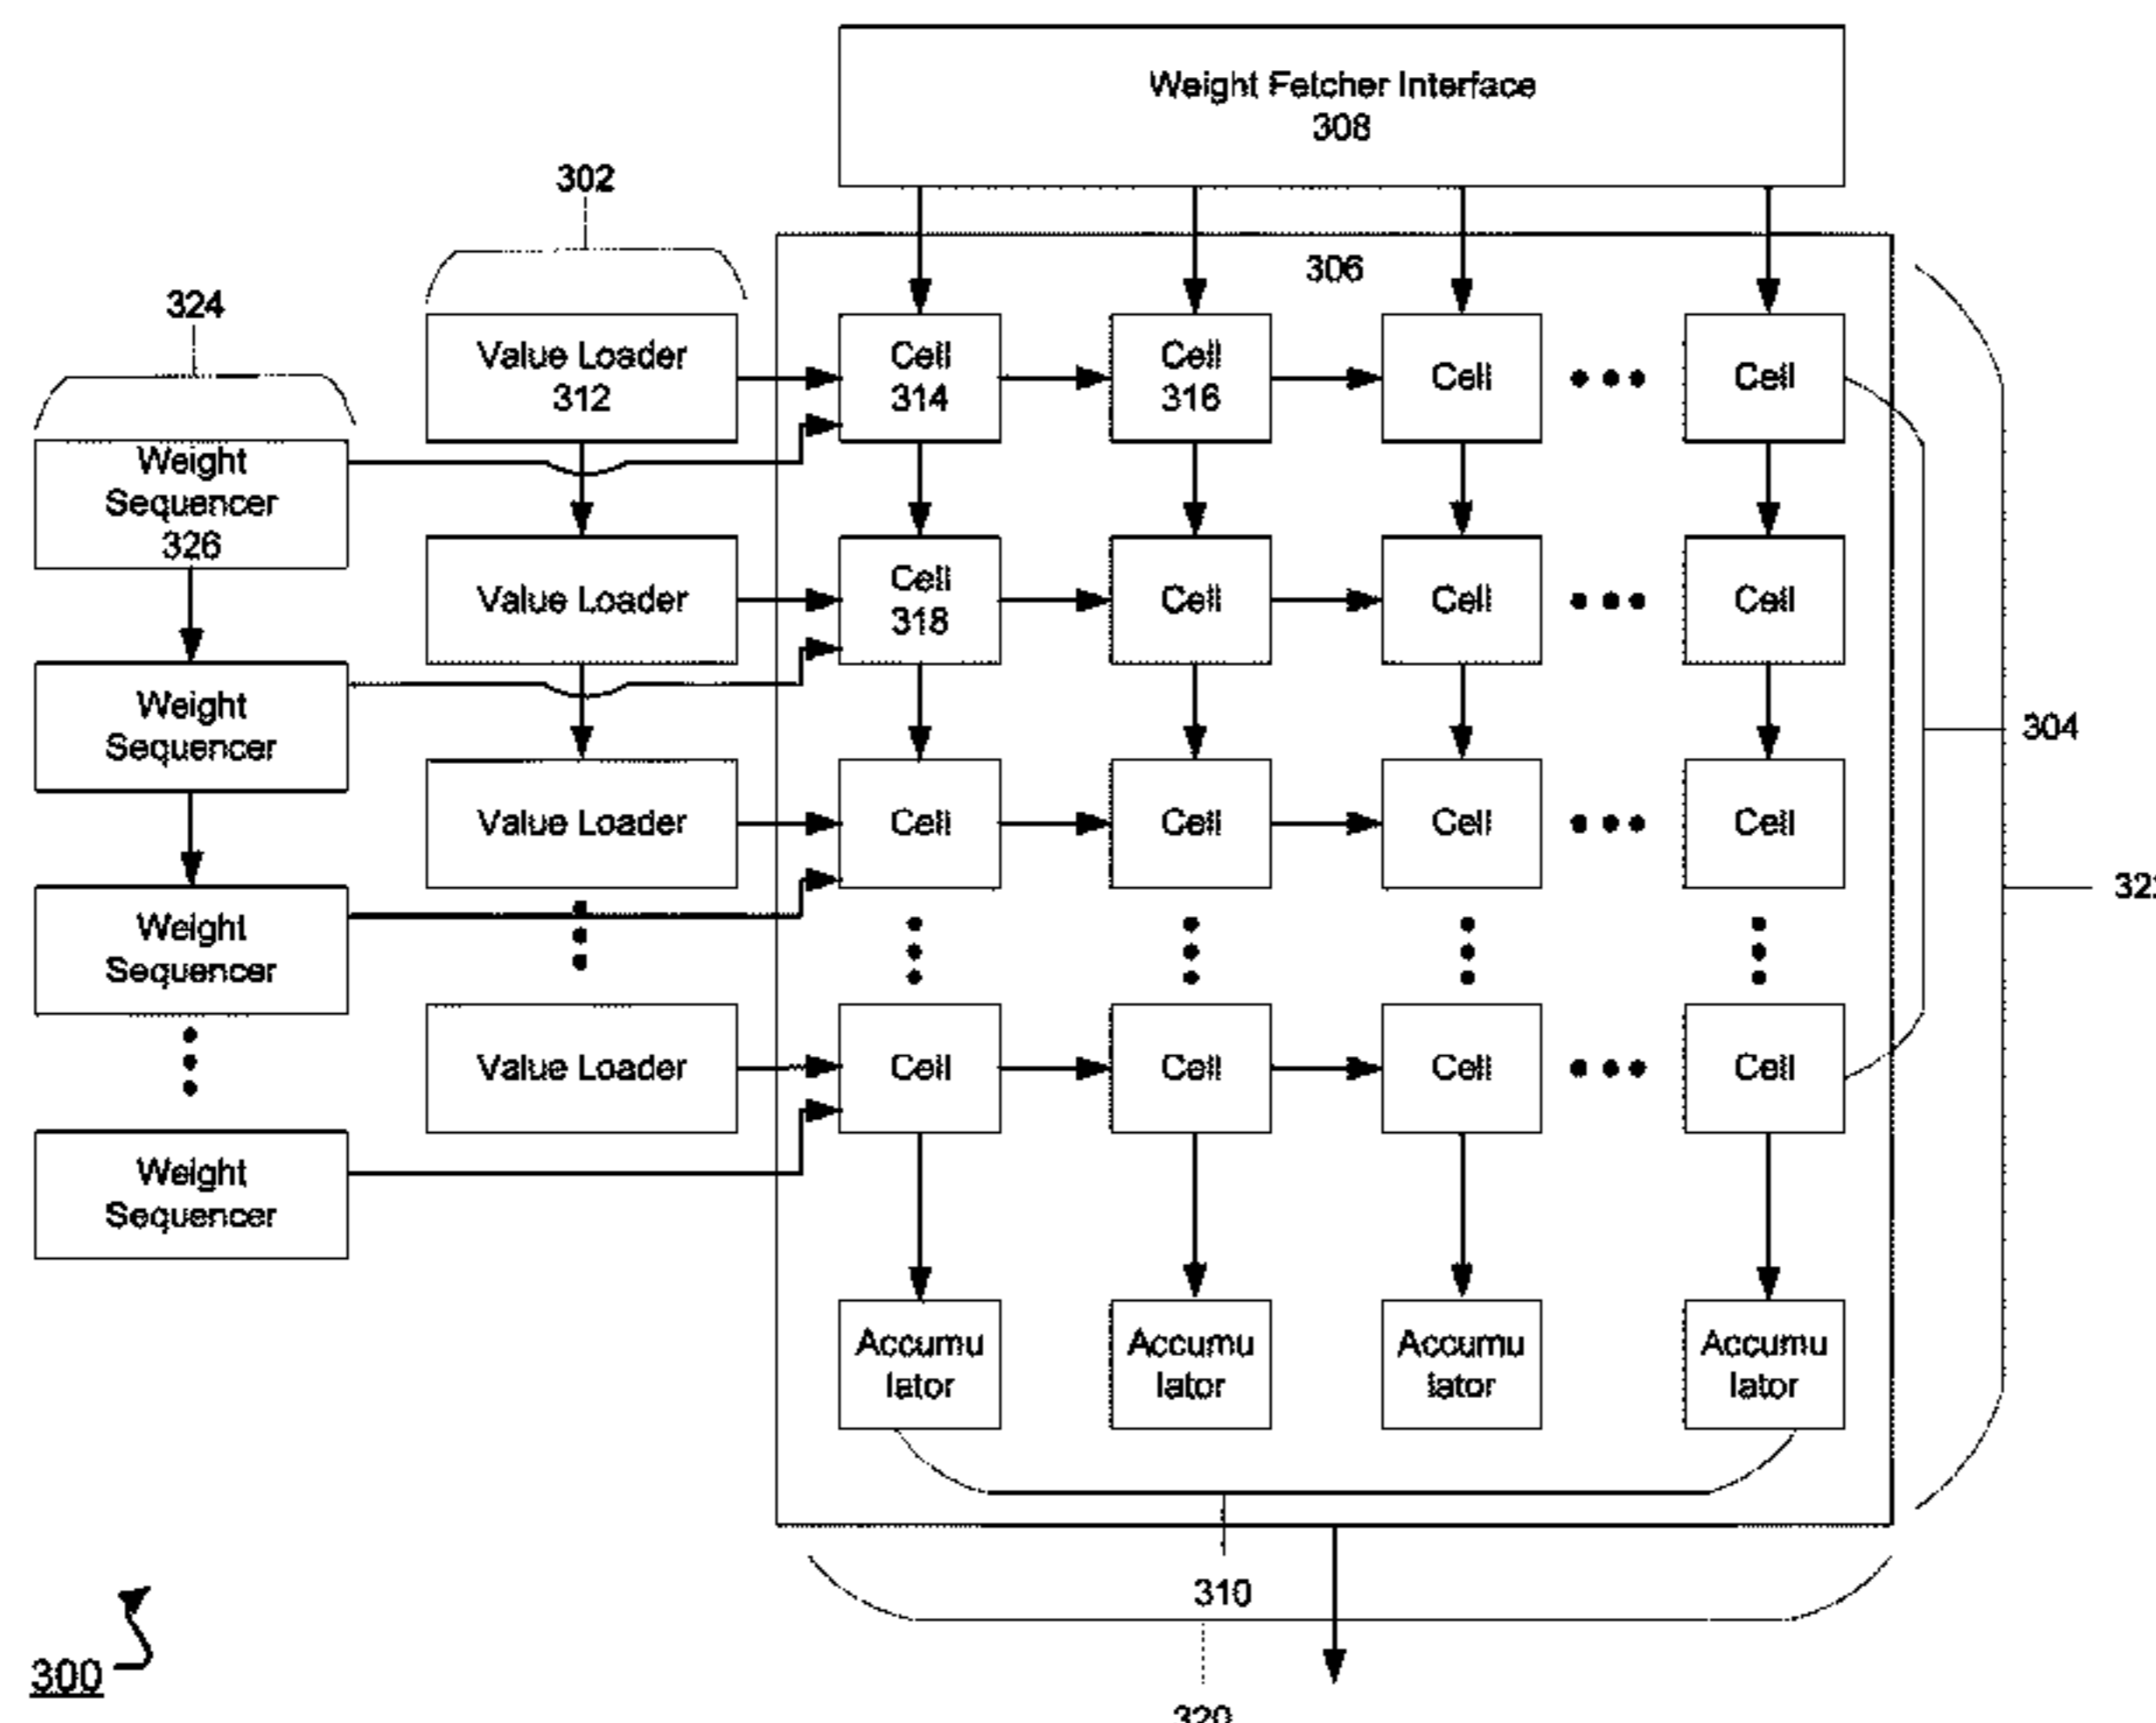 Weight Fetcher Interface
308
302
306
324
Value Loader
312
Cell
314
Cell
316
Cell
Cell
Weight
Sequencer
326
Value Loader
Cell
318
Cell
Cell
Cell
Weight
Sequencer
304
Value Loader
Cell
Cell
Cell
Cell
Weight
Sequencer
Value Loader
Cell
Cell
Cell
Cell
Weight
Sequencer
Accumu
lator
Accumu
lator
Accumu
lator
Accumu
lator
310
300
320